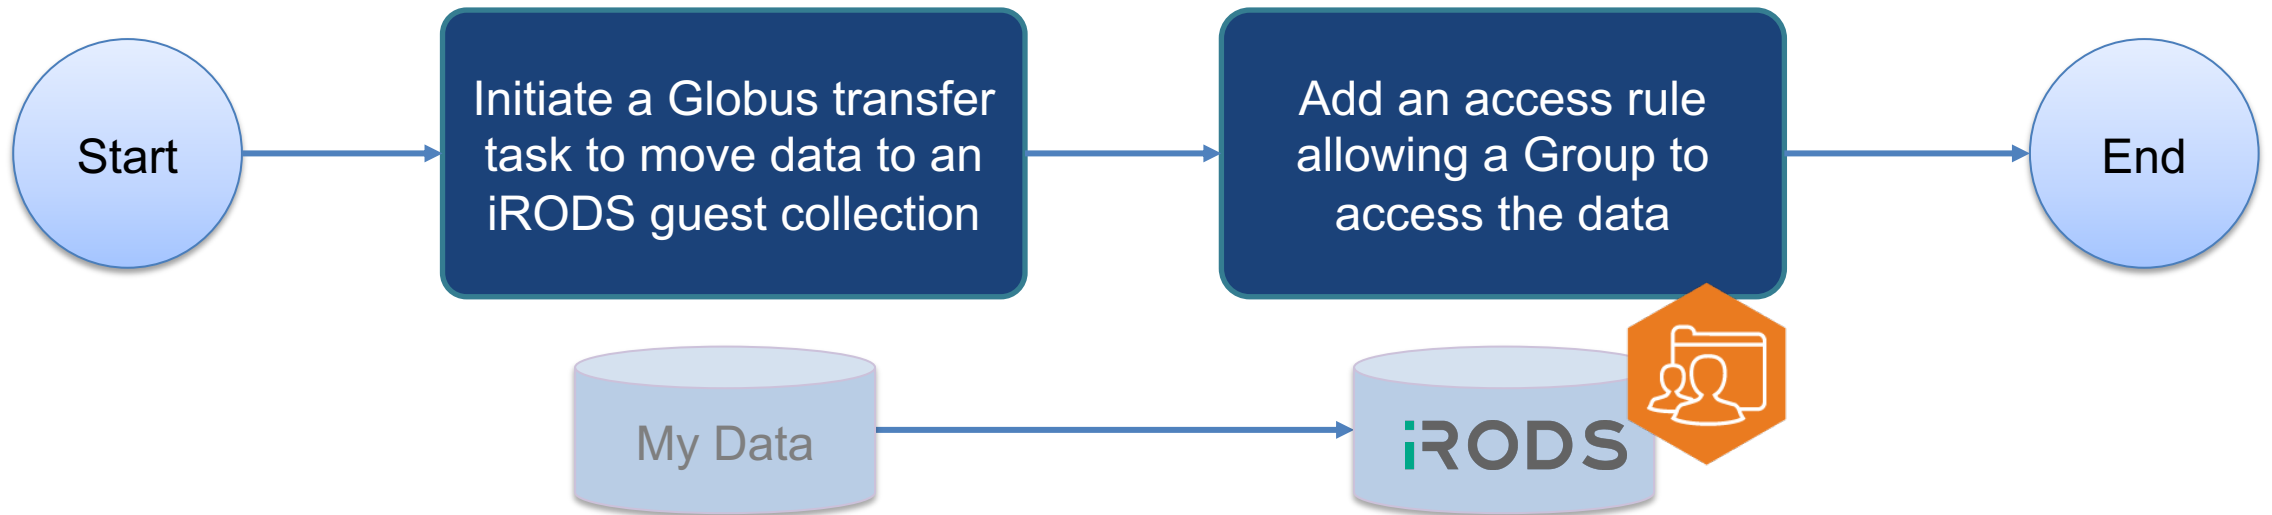 Start
Initiate a Globus transfer
task to move data to an
iRODS guest collection
Add an access rule
allowing a Group to
access the data
End
My Data
iRODS